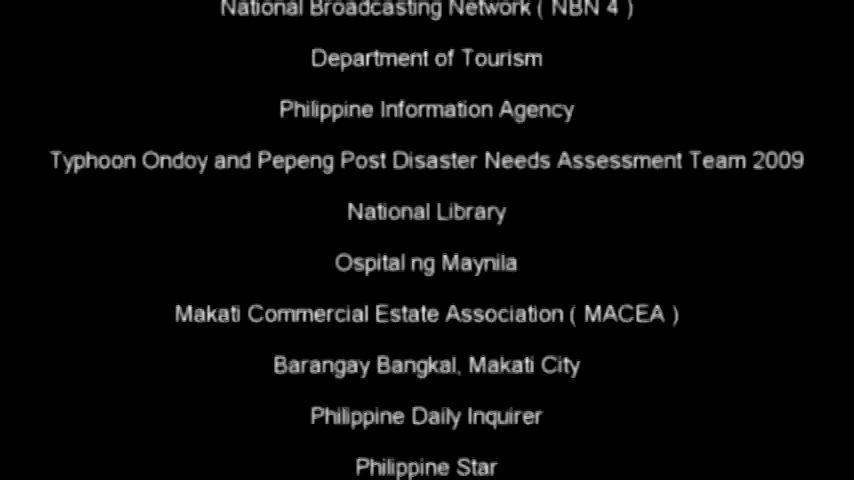 National Broadcasting Network ( NBN 4 )
Department of Tourism
Philippine Information Agency
Typhoon Ondoy and Pepeng Post Disaster Needs Assessment Team 2009
National Library
Ospital ng Maynila
Makati Commercial Estate Association ( MACEA )
Barangay Bangkal, Makati City
Philippine Daily Inquirer
Philippine Star